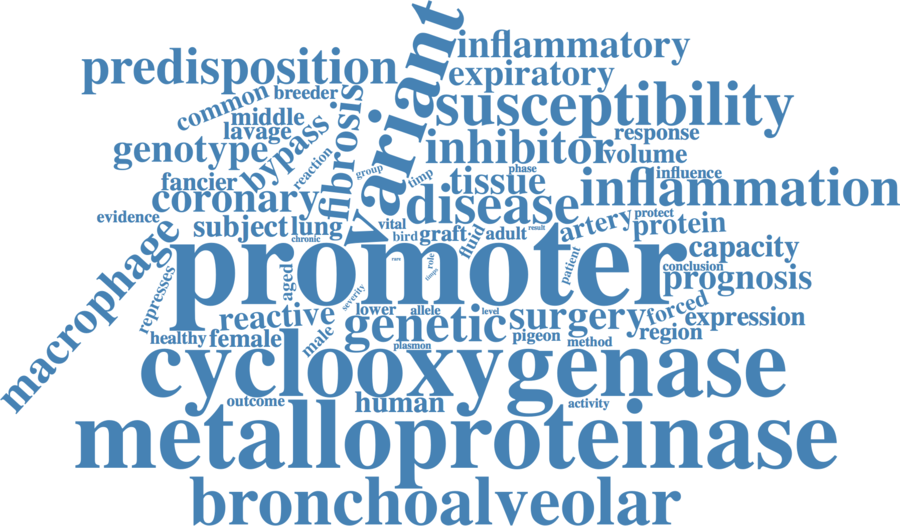 variant
inflammatory
predisposition
expiratory
common
breeder
susceptibility
middle
fibrosis
lavage
bypass
response
genotype
inhibitor
volume
reaction
group
phase
timp
tissue
influence
fancier
inflammation
coronary
disease
evidence
subject
lung
vital
artery
protect
protein
chronic
bird
graft
fluid
adult
result
macrophage
promoter
capacity
rare
role
patient
conclusion
prognosis
represses
aged
severity
reactive
lower
allele
level
surgery
forced
expression
genetic
healthy
female
male
pigeon
method
region
plasmon
cyclooxygenase
outcome
human
activity
metalloproteinase
bronchoalveolar